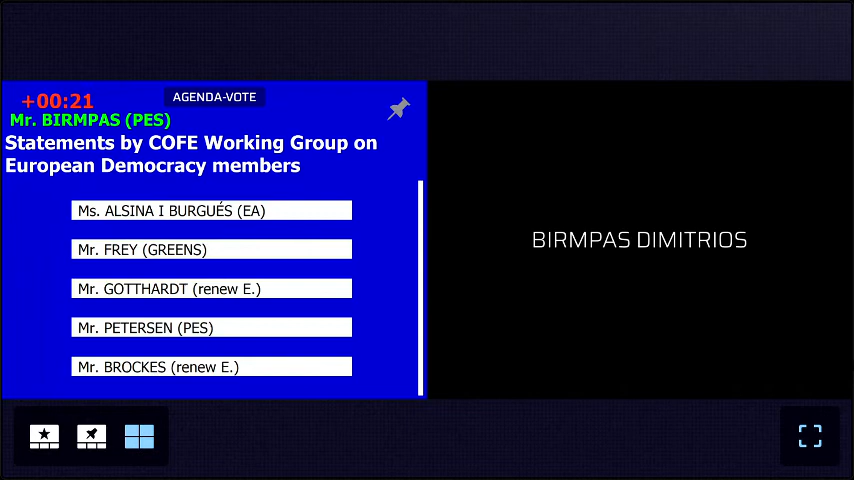 +00:21
AGENDA-VOTE
Mr. BIRMPAS (PES)
Statements by COFE Working Group on
European Democracy members
Ms. ALSINA I BURGUÉS (EA)
Mr. FREY (GREENS)
Mr. GOTTHARDT (renew E.)
Mr. PETERSEN (PES)
Mr. BROCKES (renew E.)
BIRMPAS DIMITRIOS